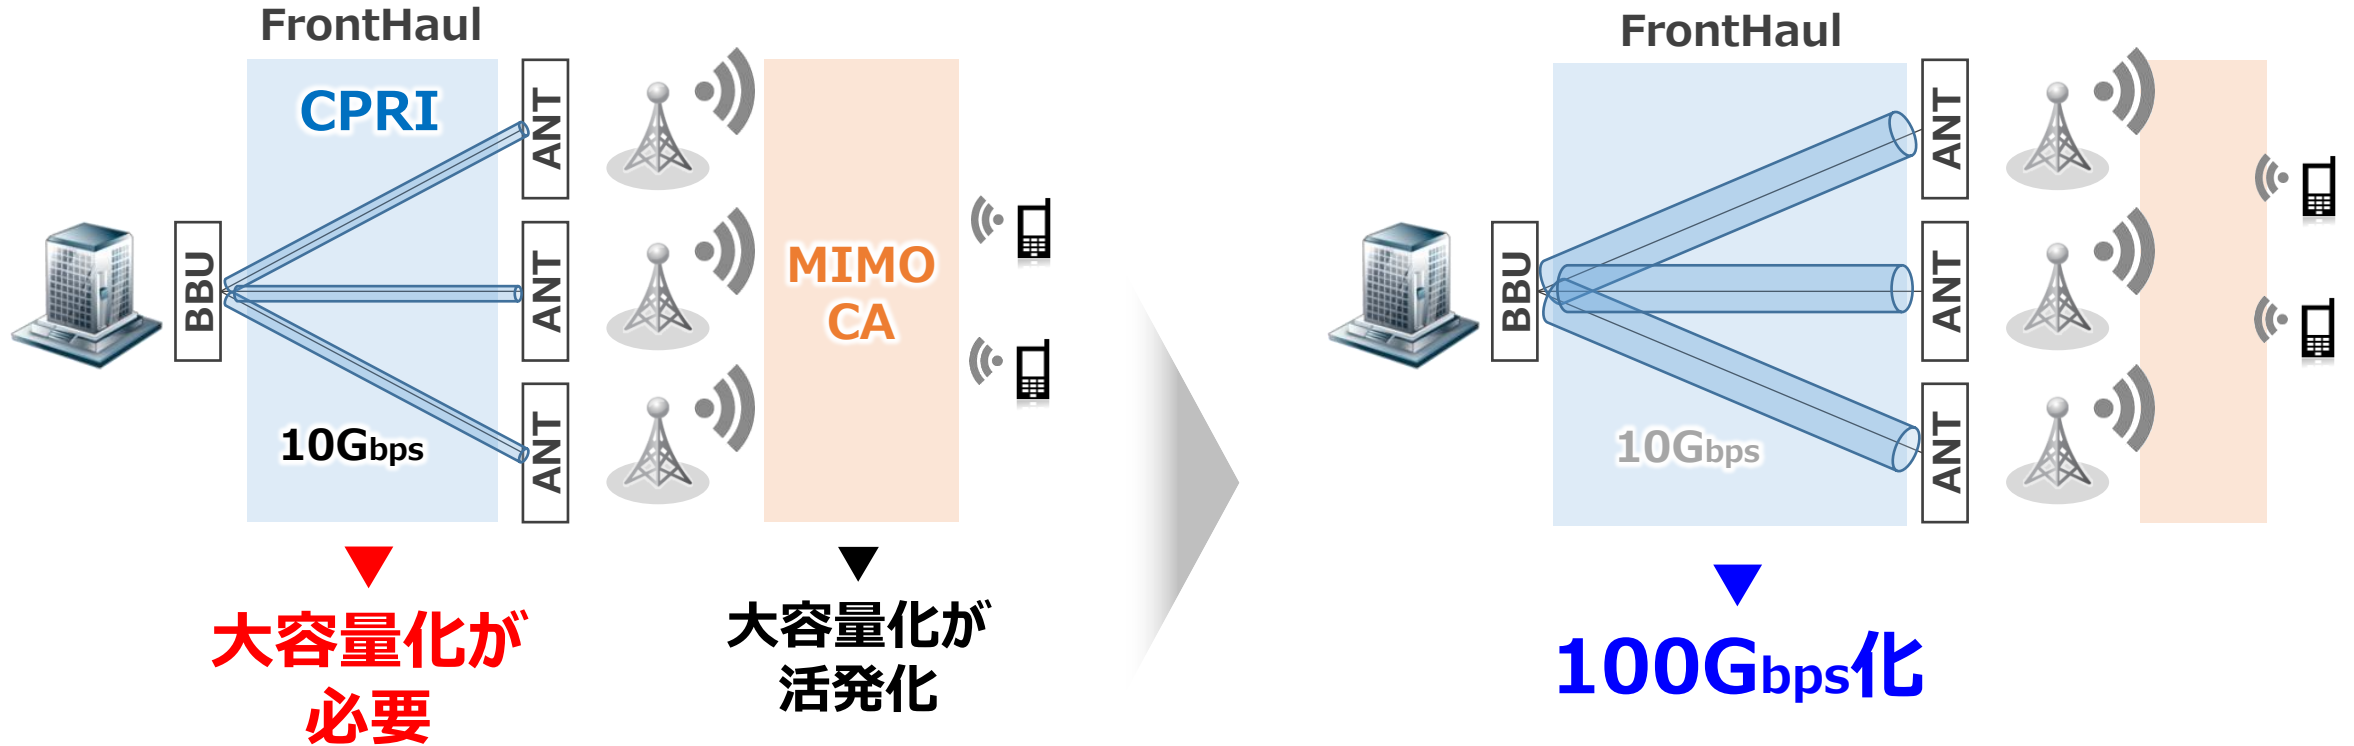 FrontHaul
CPRI
BBU
ANT
ANT
ANT
10Gbps
MIMO
CA
▼
大容量化が
必要
▼
大容量化が
活発化
FrontHaul
BBU
ANT
ANT
ANT
10Gbps
▼
100Gbps化